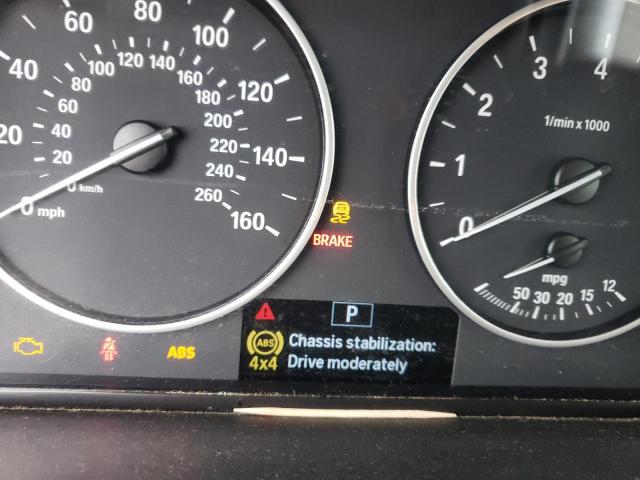 20
40
60
80
100
120
140
160
20
40
60
80
100
120
140
160
180
200
220
240
260
0 km/h
0 mph
0
1
2
3
4
1/min x 1000
mpg
50 30 20 15 12
BRAKE
P
ABS
Chassis stabilization:
4x4 Drive moderately
ABS